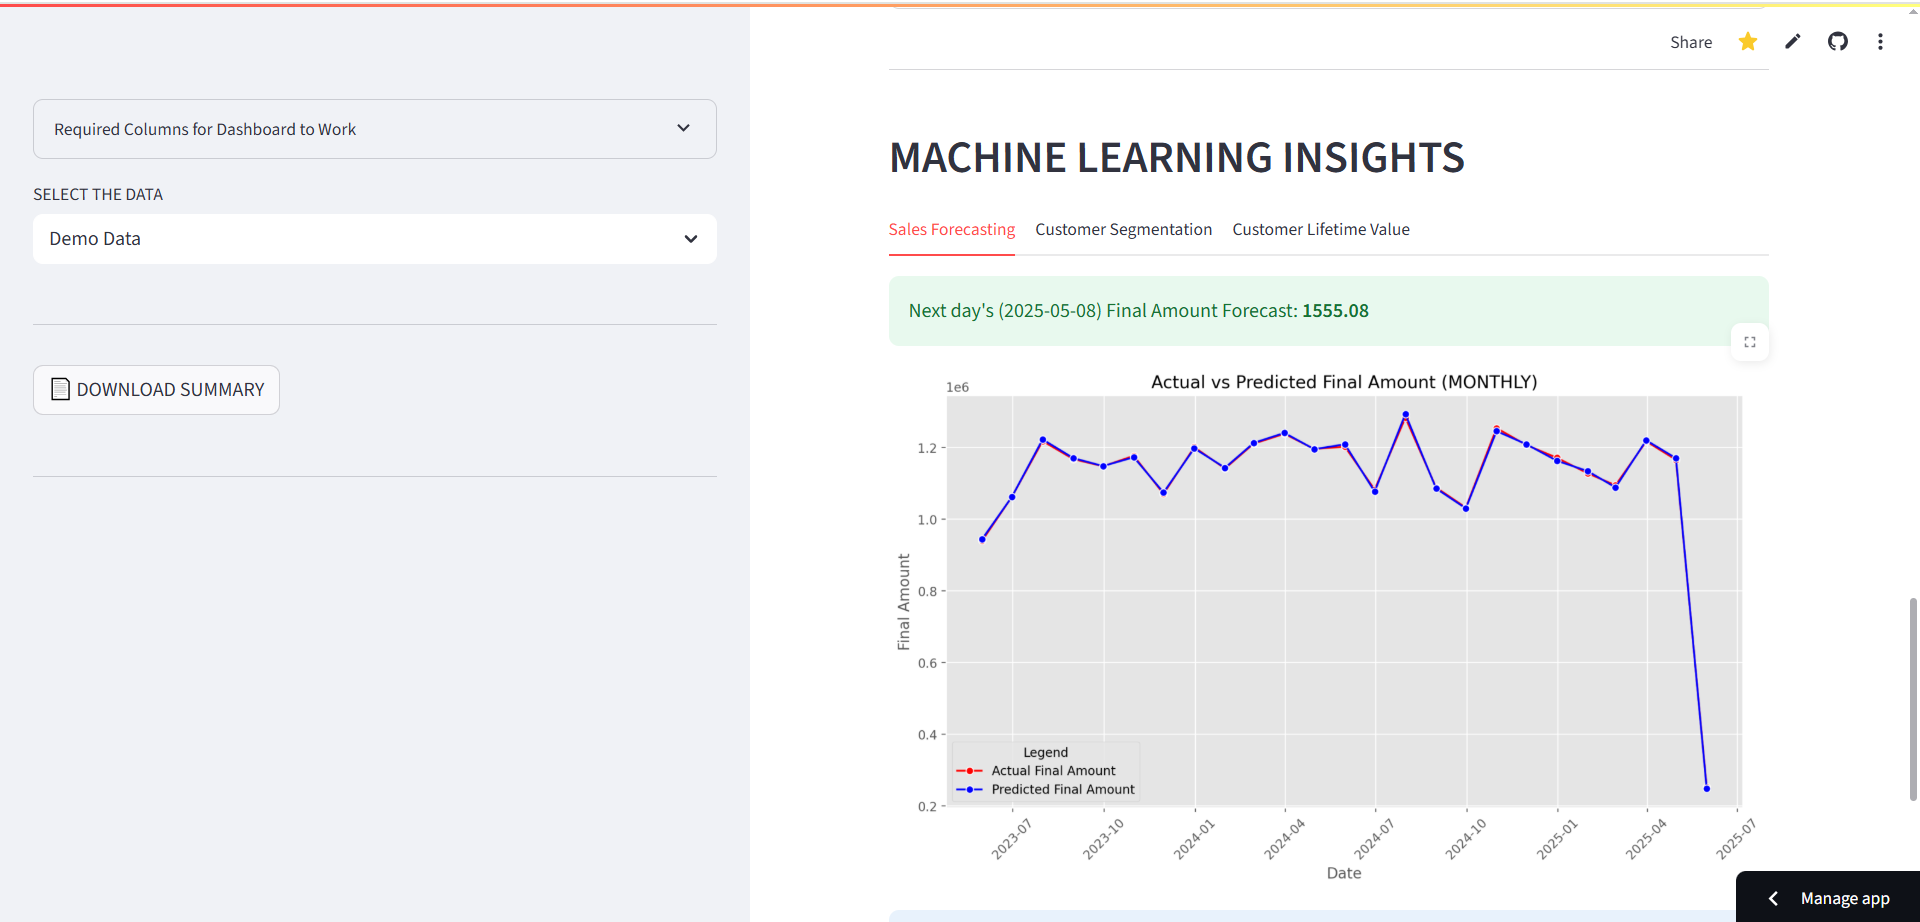 Share
Required Columns for Dashboard to Work
SELECT THE DATA
Demo Data
DOWNLOAD SUMMARY
MACHINE LEARNING INSIGHTS
Sales Forecasting Customer Segmentation Customer Lifetime Value
Next day's (2025-05-08) Final Amount Forecast: 1555.08
Actual vs Predicted Final Amount (MONTHLY)
1e6
1.2
1.0
0.8
0.6
0.4
0.2
Final Amount
Legend
Actual Final Amount
Predicted Final Amount
2023-07 2023-10 2024-01 2024-04 2024-07 2024-10 2025-01 2025-04 2025-07
Date
Manage app